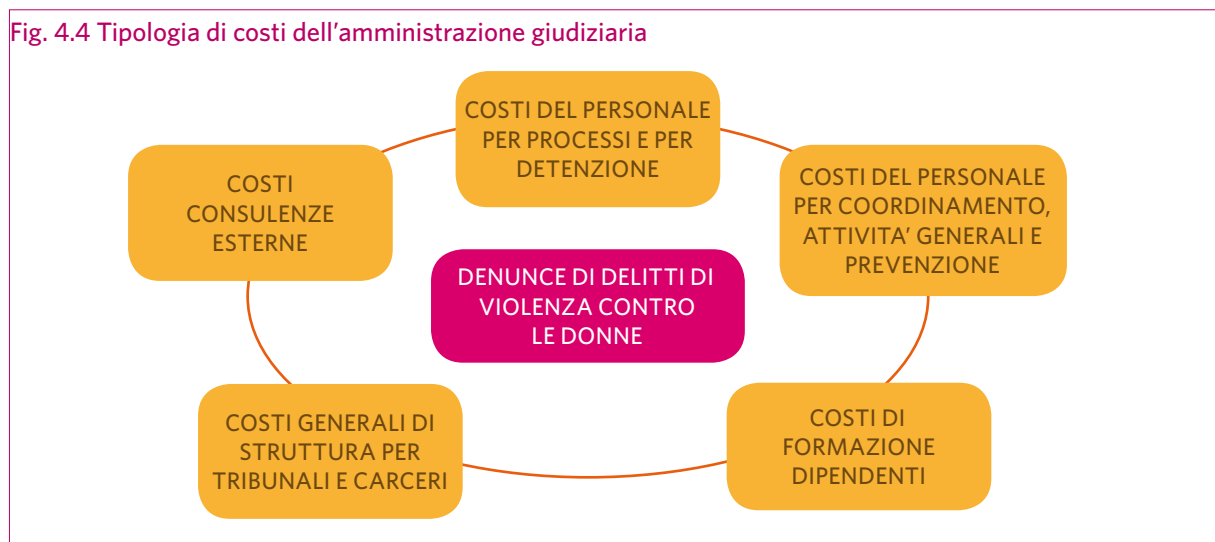 Fig. 4.4 Tipologia di costi dell’amministrazione giudiziaria
COSTI DEL PERSONALE
PER PROCESSI E PER
DETENZIONE
COSTI
CONSULENZE
ESTERNE
COSTI DEL PERSONALE
PER COORDINAMENTO,
ATTIVITA’ GENERALI E
PREVENZIONE
DENUNCE DI DELITTI DI
VIOLENZA CONTRO
LE DONNE
COSTI GENERALI DI
STRUTTURA PER
TRIBUNALI E CARCERI
COSTI DI
FORMAZIONE
DIPENDENTI